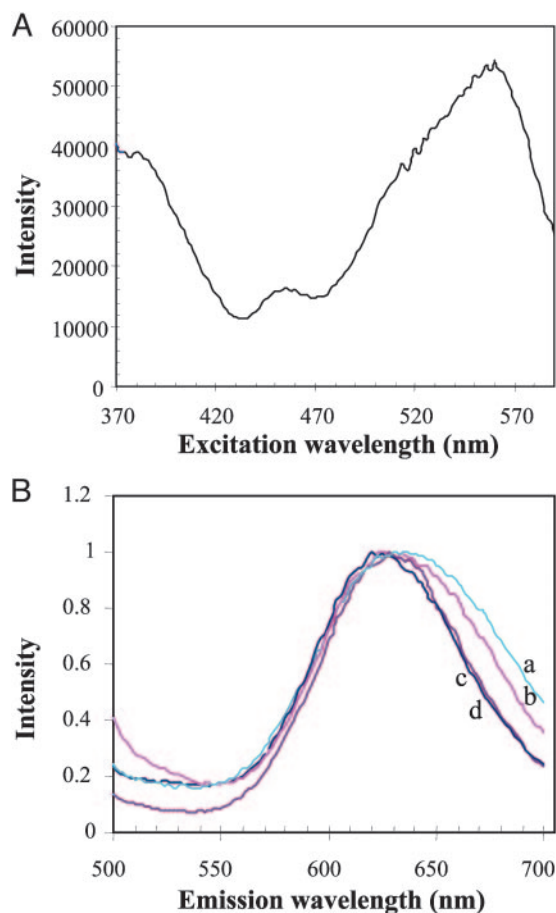 A
60000
50000
40000
30000
20000
10000
0
Intensity
370 420 470 520 570
Excitation wavelength (nm)
B
1.2
1
0.8
0.6
0.4
0.2
0
Intensity
a
b
c
d
500 550 600 650 700
Emission wavelength (nm)